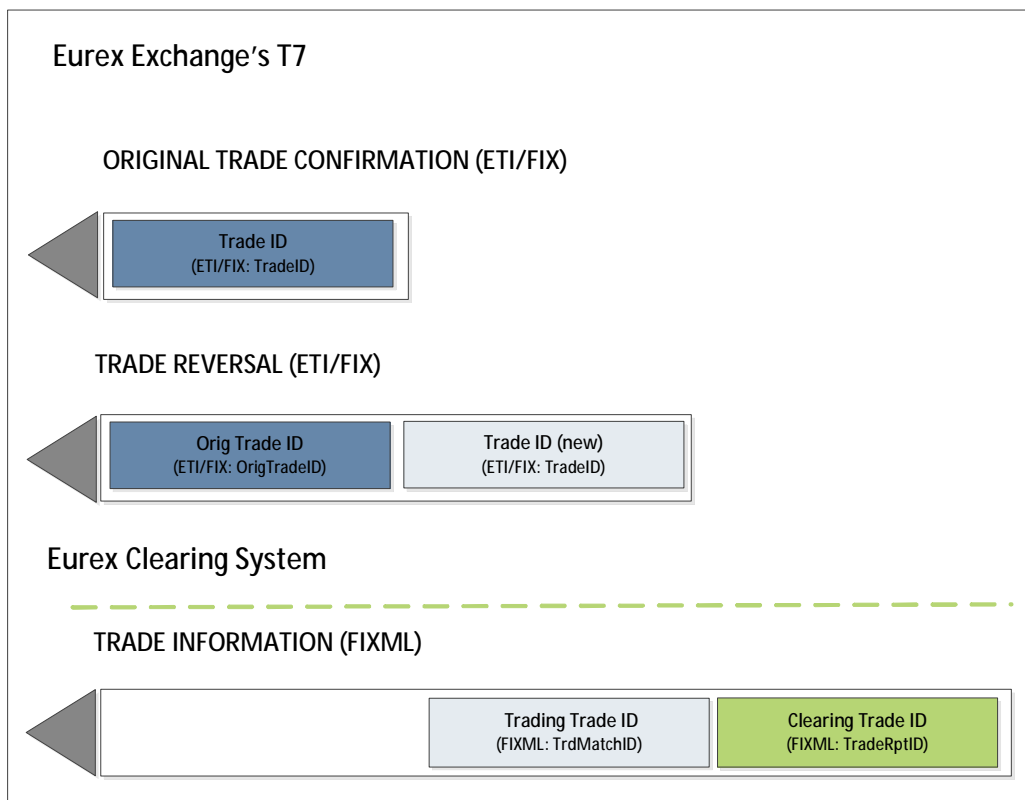 Eurex Exchange's T7
ORIGINAL TRADE CONFIRMATION (ETI/FIX)
Trade ID
(ETI/FIX: TradeID)
TRADE REVERSAL (ETI/FIX)
Orig Trade ID
(ETI/FIX: OrigTradeID)
Trade ID (new)
(ETI/FIX: TradeID)
Eurex Clearing System
TRADE INFORMATION (FIXML)
Trading Trade ID
(FIXML: TrdMatchID)
Clearing Trade ID
(FIXML: TradeRptID)